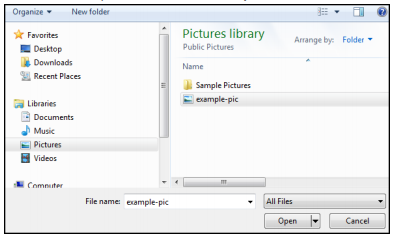 Organize New folder
Favorites
Desktop
Downloads
Recent Places
Libraries
Documents
Music
Pictures
Videos
Computer
Pictures library
Public Pictures
Arrange by: Folder
Name
Sample Pictures
example-pic
File name: example-pic
All Files
Open
Cancel